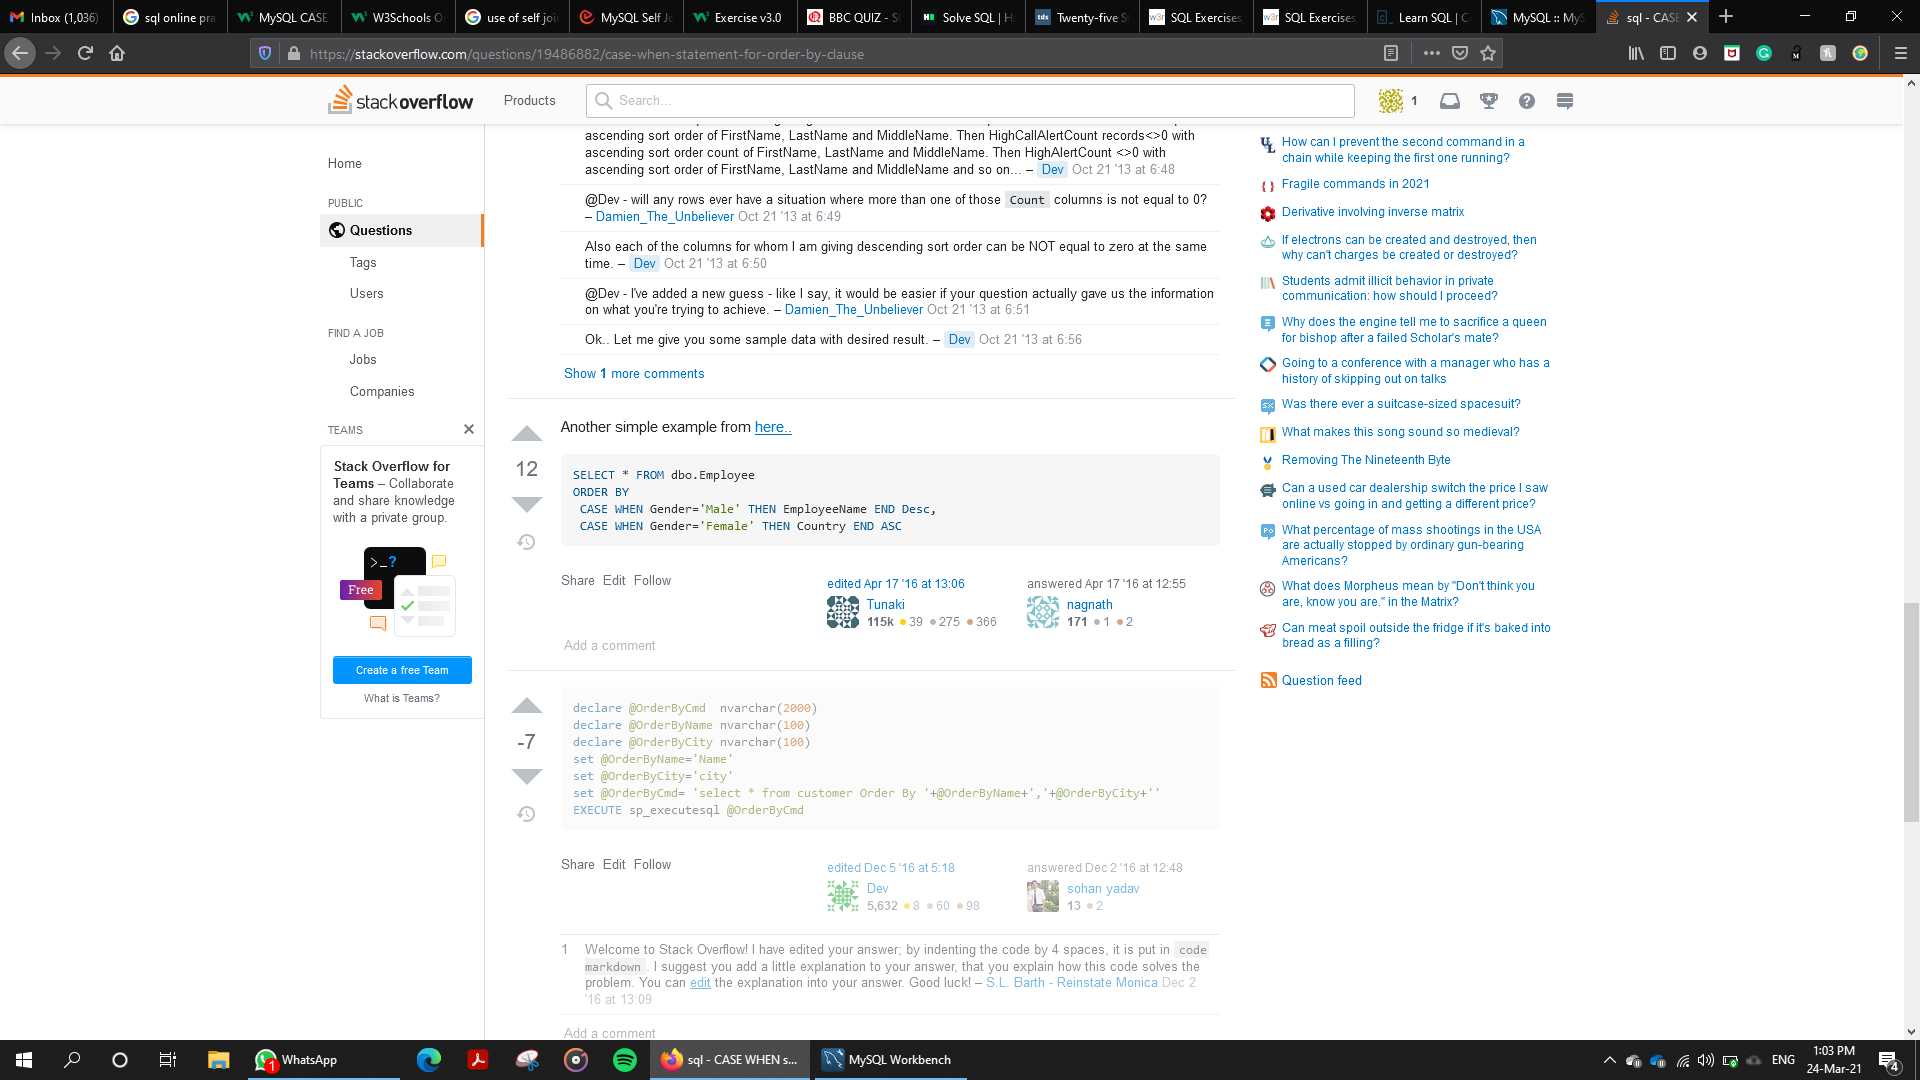 Inbox (1,036)
sql online pra
MySQL CASE
W3Schools O
use of self joi
MySQL Self Jo
Exercise v3.0
BBC QUIZ - S
Solve SQL | H
Twenty-five S
SQL Exercises
SQL Exercises
Learn SQL | C
MySQL :: MyS
sql - CASE
https://stackoverflow.com/questions/19486882/case-when-statement-for-order-by-clause
stackoverflow
Products
Search...
1
Home
PUBLIC
Questions
Tags
Users
FIND A JOB
Jobs
Companies
TEAMS
Stack Overflow for
Teams – Collaborate
and share knowledge
with a private group.
>_?
Free
Create a free Team
What is Teams?
ascending sort order of FirstName, LastName and MiddleName. Then HighCallAlertCount records<>0 with
ascending sort order count of FirstName, LastName and MiddleName. Then HighAlertCount <>0 with
ascending sort order of FirstName, LastName and MiddleName and so on... – Dev Oct 21 '13 at 6:48
@Dev - will any rows ever have a situation where more than one of those Count columns is not equal to 0?
– Damien_The_Unbeliever Oct 21 '13 at 6:49
Also each of the columns for whom I am giving descending sort order can be NOT equal to zero at the same
time. – Dev Oct 21 '13 at 6:50
@Dev - I've added a new guess - like I say, it would be easier if your question actually gave us the information
on what you're trying to achieve. – Damien_The_Unbeliever Oct 21 '13 at 6:51
Ok.. Let me give you some sample data with desired result. – Dev Oct 21 '13 at 6:56
Show 1 more comments
12
Another simple example from here..
SELECT * FROM dbo.Employee
ORDER BY
CASE WHEN Gender='Male' THEN EmployeeName END Desc,
CASE WHEN Gender='Female' THEN Country END ASC
Share Edit Follow
edited Apr 17 '16 at 13:06
Tunaki
115k 39 275 366
answered Apr 17 '16 at 12:55
nagnath
171 1 2
Add a comment
-7
declare @OrderByCmd nvarchar(2000)
declare @OrderByName nvarchar(100)
declare @OrderByCity nvarchar(100)
set @OrderByName='Name'
set @OrderByCity='city'
set @OrderByCmd= 'select * from customer Order By '+@OrderByName+','+@OrderByCity+''
EXECUTE sp_executesql @OrderByCmd
Share Edit Follow
edited Dec 5 '16 at 5:18
Dev
5,632 8 60 98
answered Dec 2 '16 at 12:48
sohan yadav
13 2
1 Welcome to Stack Overflow! I have edited your answer; by indenting the code by 4 spaces, it is put in code
markdown . I suggest you add a little explanation to your answer, that you explain how this code solves the
problem. You can edit the explanation into your answer. Good luck! – S.L. Barth - Reinstate Monica Dec 2
'16 at 13:09
Add a comment
How can I prevent the second command in a
chain while keeping the first one running?
Fragile commands in 2021
Derivative involving inverse matrix
If electrons can be created and destroyed, then
why can't charges be created or destroyed?
Students admit illicit behavior in private
communication: how should I proceed?
Why does the engine tell me to sacrifice a queen
for bishop after a failed Scholar's mate?
Going to a conference with a manager who has a
history of skipping out on talks
Was there ever a suitcase-sized spacesuit?
What makes this song sound so medieval?
Removing The Nineteenth Byte
Can a used car dealership switch the price I saw
online vs going in and getting a different price?
What percentage of mass shootings in the USA
are actually stopped by ordinary gun-bearing
Americans?
What does Morpheus mean by "Don't think you
are, know you are." in the Matrix?
Can meat spoil outside the fridge if it's baked into
bread as a filling?
Question feed
1
WhatsApp
sql - CASE WHEN s...
MySQL Workbench
ENG
1:03 PM
24-Mar-21
4